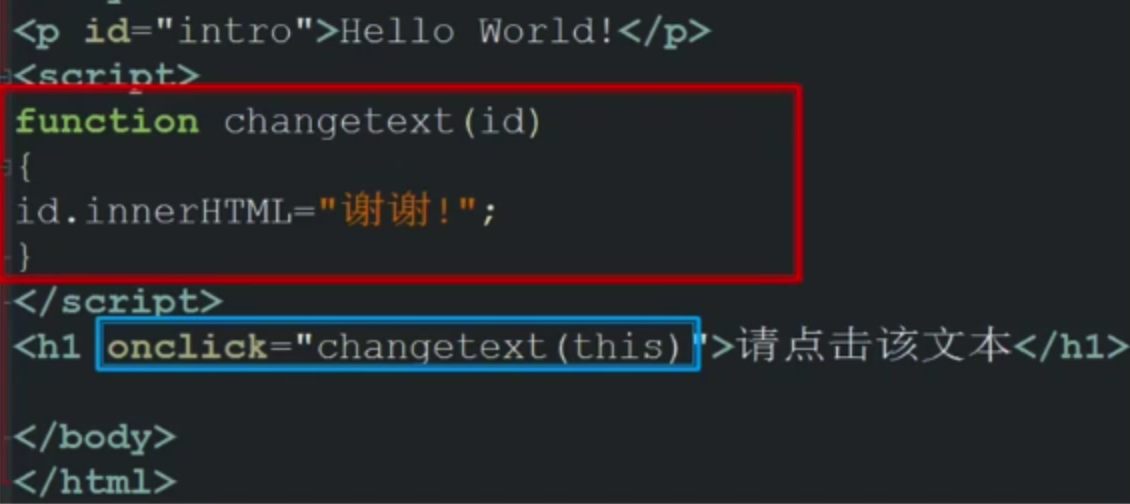 <p id="intro">Hello World!</p>
<script>
function changetext(id)
{
id.innerHTML="谢谢!";
}
</script>
<h1 onclick="changetext(this)">请点击该文本</h1>
</body>
</html>